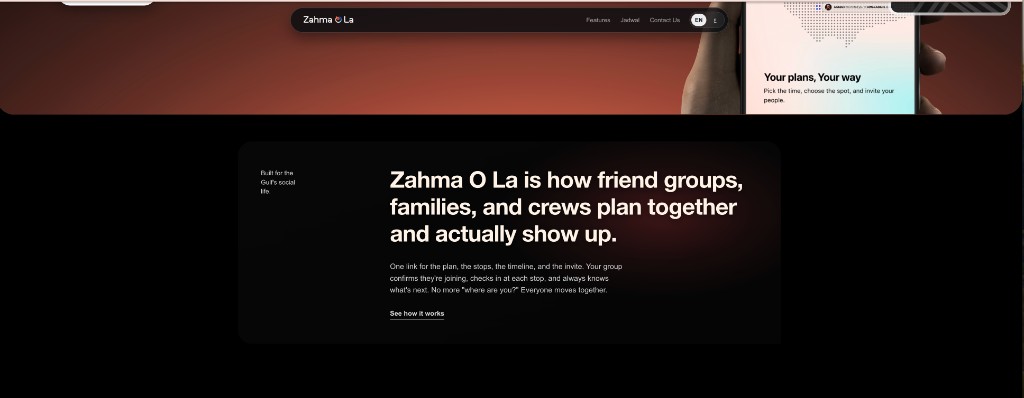 Zahma O La
Features
Jadwal
Contact Us
EN
ع
Your plans, Your way
Pick the time, choose the spot, and invite your
people.
Built for the
Gulf's social
life.
Zahma O La is how friend groups,
families, and crews plan together
and actually show up.
One link for the plan, the stops, the timeline, and the invite. Your group
confirms they're joining, checks in at each stop, and always knows
what's next. No more "where are you?" Everyone moves together.
See how it works